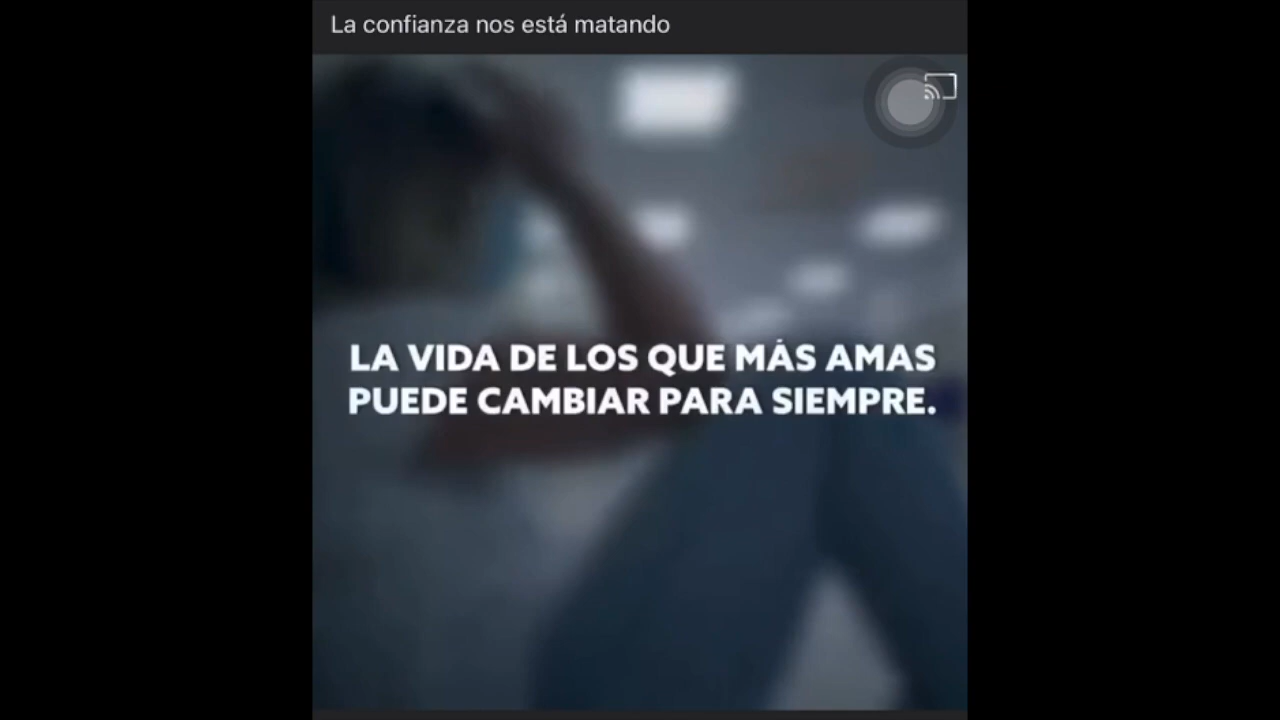 La confianza nos está matando
LA VIDA DE LOS QUE MÁS AMAS
PUEDE CAMBIAR PARA SIEMPRE.